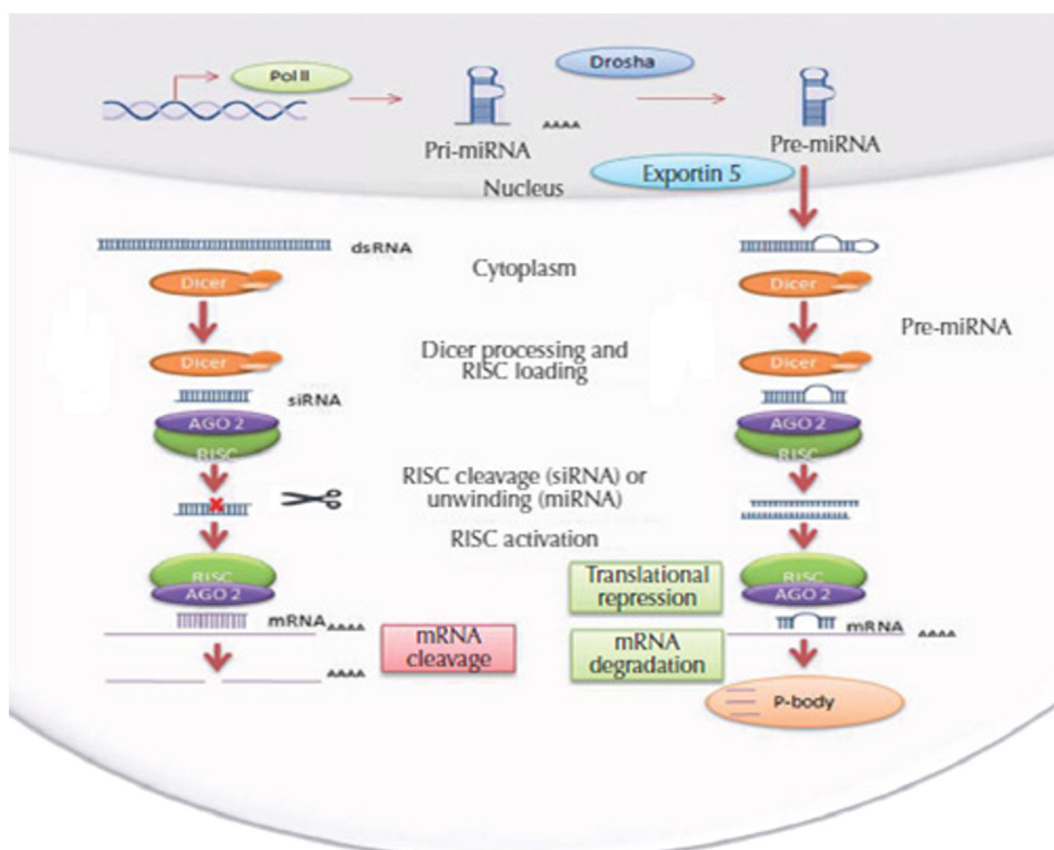 Pol II
Drosha
AAAA
Pri-miRNA
Pre-miRNA
Exportin 5
Nucleus
dsRNA
Cytoplasm
Dicer
Dicer
Pre-miRNA
Dicer processing and
RISC loading
Dicer
Dicer
siRNA
AGO 2
RISC
AGO 2
RISC
RISC cleavage (siRNA) or
unwinding (miRNA)
RISC activation
RISC
AGO 2
Translational
repression
RISC
AGO 2
mRNA AAAA
mRNA
cleavage
mRNA
degradation
mRNA AAAA
AAAA
P-body